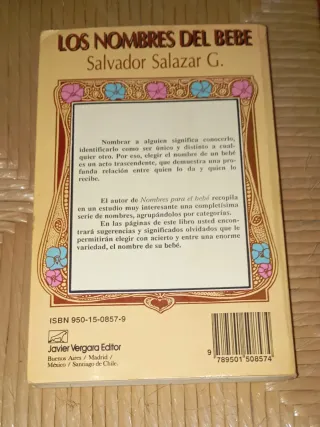 LOS NOMBRES DEL BEBE
Salvador Salazar G.
Nombrar a alguien significa conocerlo,
identificarlo como ser único y distinto a cual-
quier otro. Por eso, elegir el nombre de un bebé
es un acto trascendente, que demuestra una pro-
funda relación entre quien lo da y quien lo
recibe.
El autor de Nombres para el bebé recopila
en un estudio muy interesante una completísima
serie de nombres, agrupándolos por categorías.
En las páginas de este libro usted encon-
trará sugerencias y significados olvidados que le
permitirán elegir con acierto y entre una enorme
variedad, el nombre de su bebé.
ISBN 950-15-0857-9
Javier Vergara Editor
Buenos Aires / Madrid /
México / Santiago de Chile.
9 789501 508574